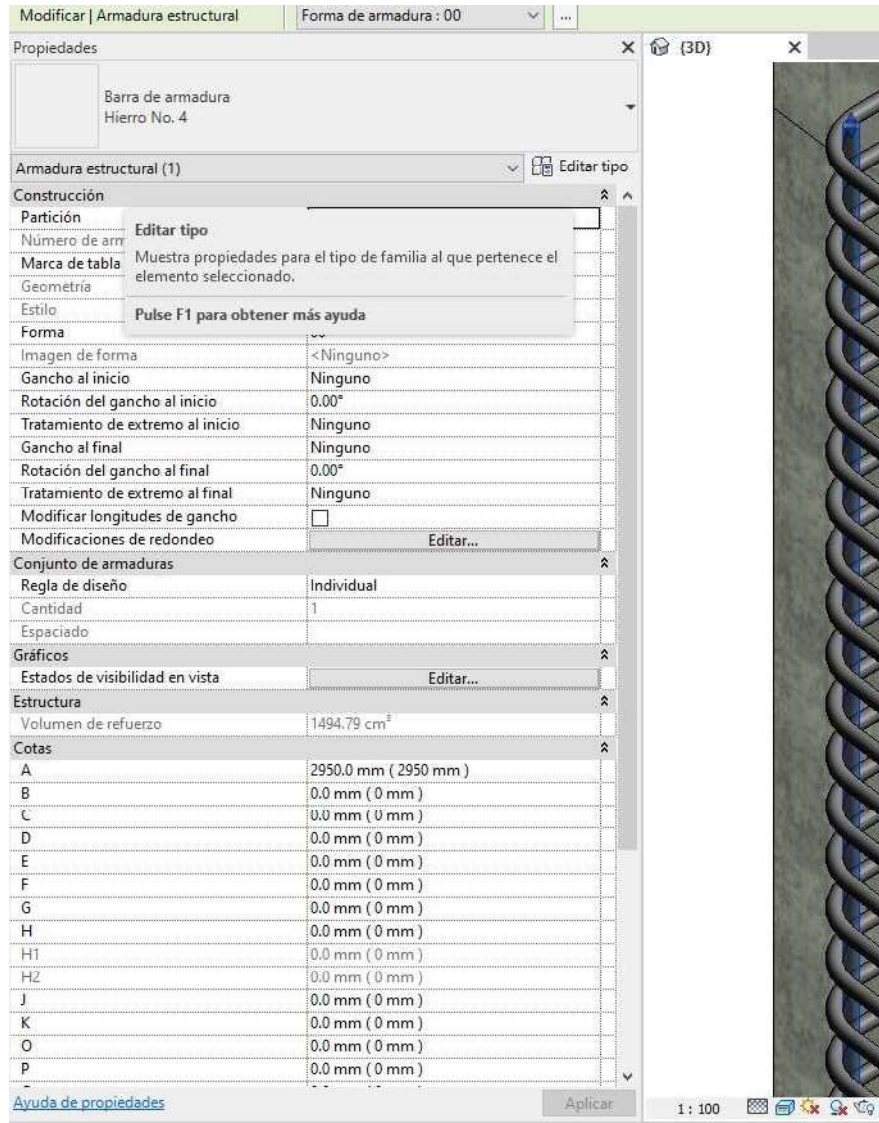 Modificar | Armadura estructural Forma de armadura : 00 ...
Propiedades
{3D}
Barra de armadura
Hierro No. 4
Armadura estructural (1) Editar tipo
Construcción
Partición
Número de arm
Marca de tabla
Geometría
Estilo
Editar tipo
Muestra propiedades para el tipo de familia al que pertenece el
elemento seleccionado.
Pulse F1 para obtener más ayuda
Forma
Imagen de forma <Ninguno>
Gancho al inicio Ninguno
Rotación del gancho al inicio 0.00°
Tratamiento de extremo al inicio Ninguno
Gancho al final Ninguno
Rotación del gancho al final 0.00°
Tratamiento de extremo al final Ninguno
Modificar longitudes de gancho
Modificaciones de redondeo Editar...
Conjunto de armaduras
Regla de diseño Individual
Cantidad 1
Espaciado
Gráficos
Estados de visibilidad en vista Editar...
Estructura
Volumen de refuerzo 1494.79 cm³
Cotas
A 2950.0 mm ( 2950 mm )
B 0.0 mm ( 0 mm )
C 0.0 mm ( 0 mm )
D 0.0 mm ( 0 mm )
E 0.0 mm ( 0 mm )
F 0.0 mm ( 0 mm )
G 0.0 mm ( 0 mm )
H 0.0 mm ( 0 mm )
H1 0.0 mm ( 0 mm )
H2 0.0 mm ( 0 mm )
J 0.0 mm ( 0 mm )
K 0.0 mm ( 0 mm )
O 0.0 mm ( 0 mm )
P 0.0 mm ( 0 mm )
Ayuda de propiedades Aplicar
1 : 100